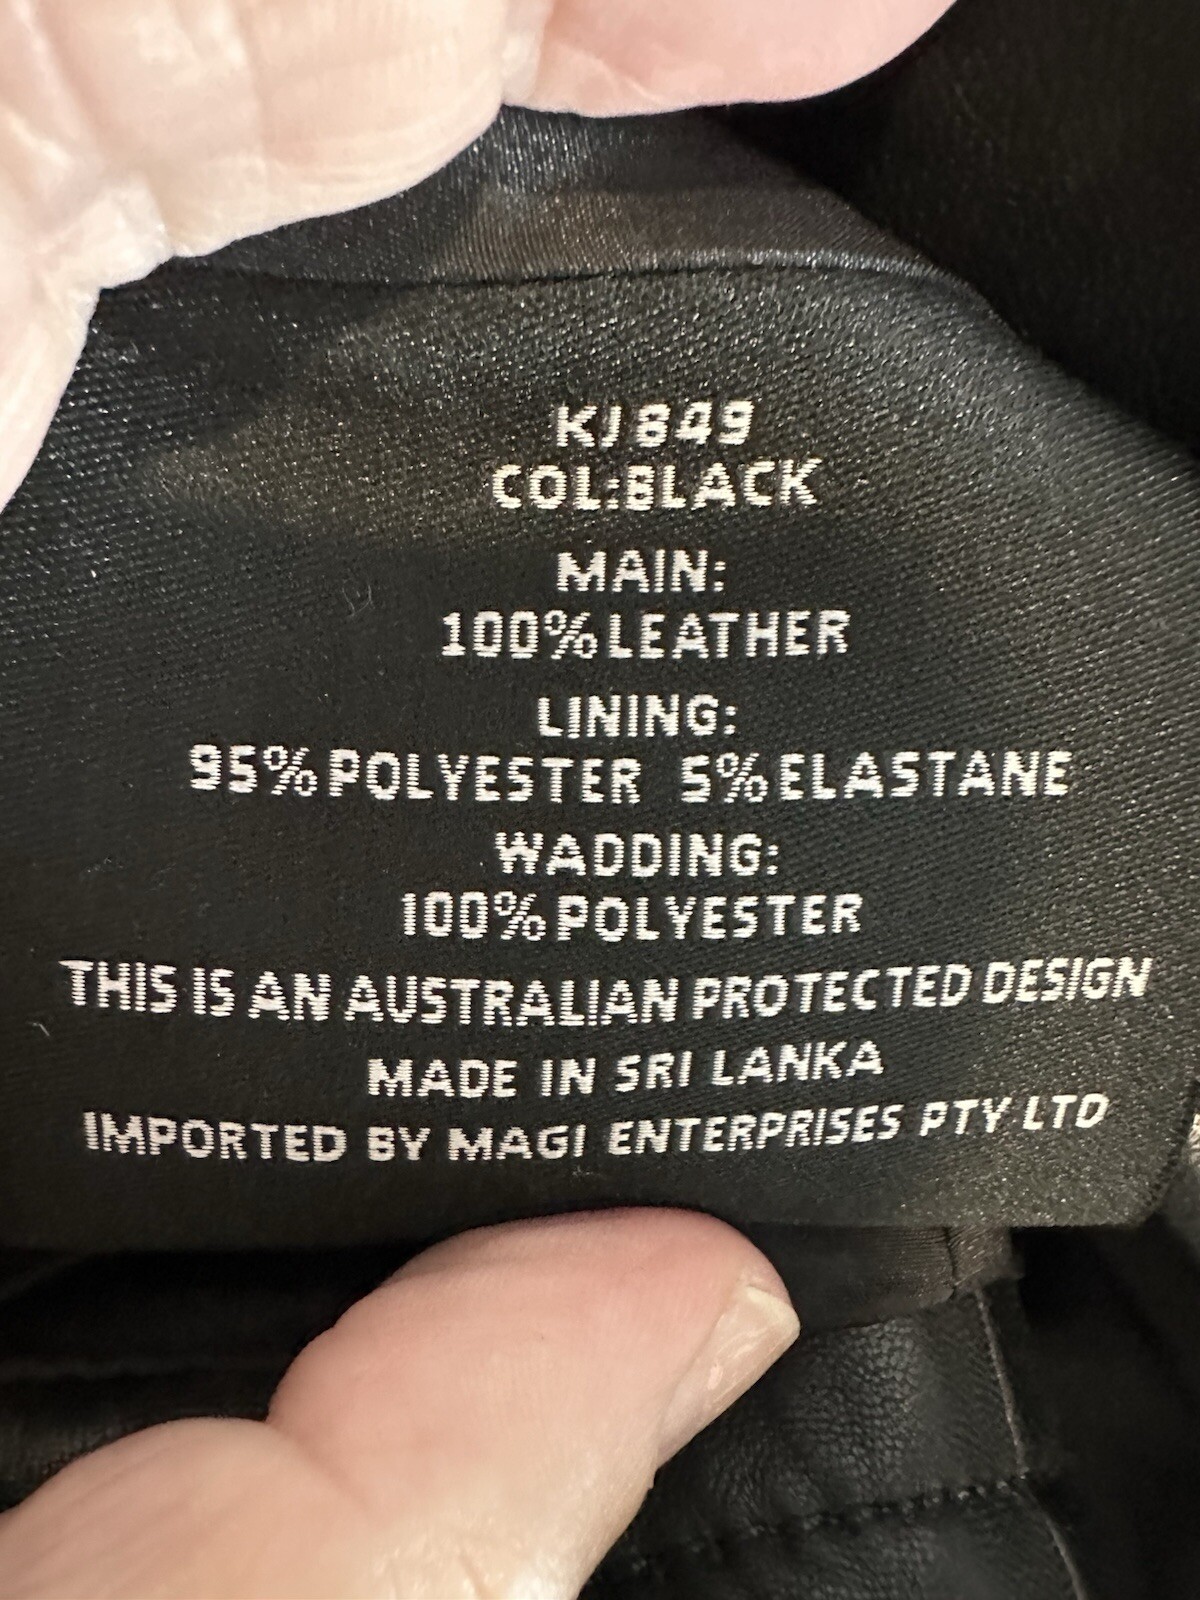 KJ849
COL:BLACK
MAIN:
100% LEATHER
LINING:
95% POLYESTER 5% ELASTANE
WADDING:
100% POLYESTER
THIS IS AN AUSTRALIAN PROTECTED DESIGN
MADE IN SRI LANKA
IMPORTED BY MAGI ENTERPRISES PTY LTD